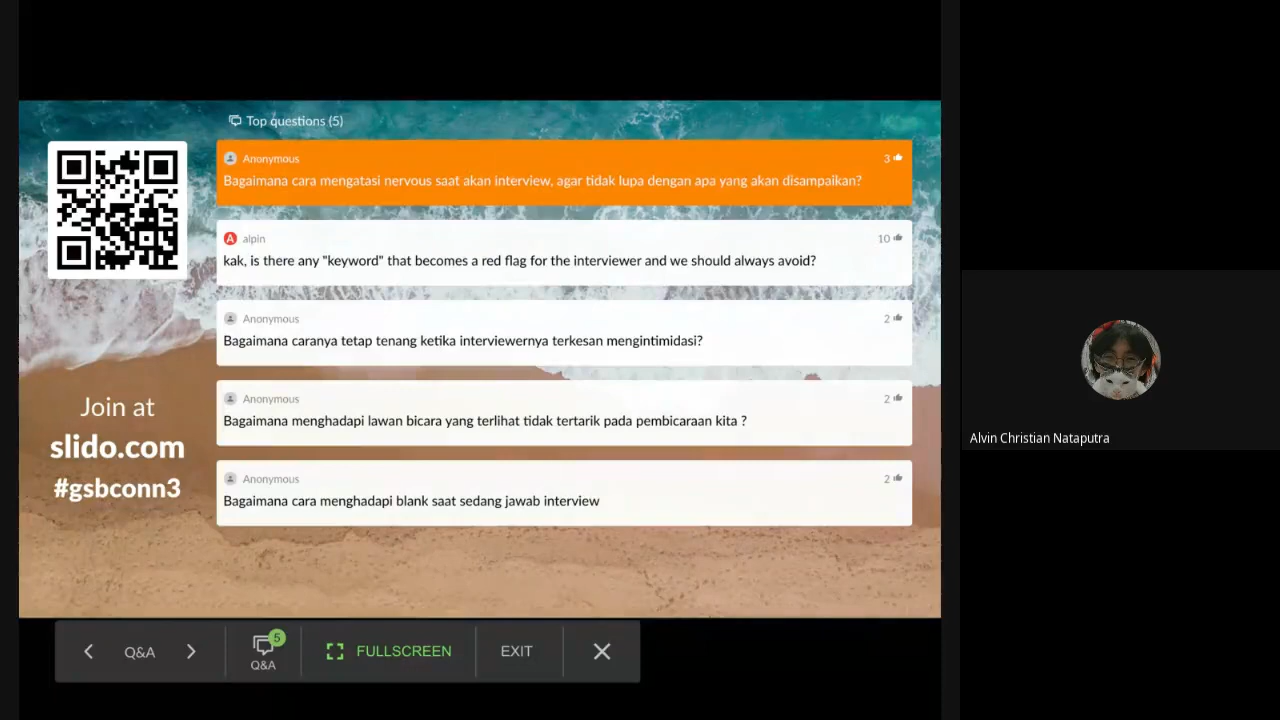 Top questions (5)
Anonymous
3
Bagaimana cara mengatasi nervous saat akan interview, agar tidak lupa dengan apa yang akan disampaikan?
A alpin
10
kak, is there any "keyword" that becomes a red flag for the interviewer and we should always avoid?
Anonymous
2
Bagaimana caranya tetap tenang ketika interviewernya terkesan mengintimidasi?
Anonymous
2
Bagaimana menghadapi lawan bicara yang terlihat tidak tertarik pada pembicaraan kita ?
Anonymous
2
Bagaimana cara menghadapi blank saat sedang jawab interview
Join at
slido.com
#gsbconn3
Q&A
5
Q&A
FULLSCREEN
EXIT
Alvin Christian Nataputra